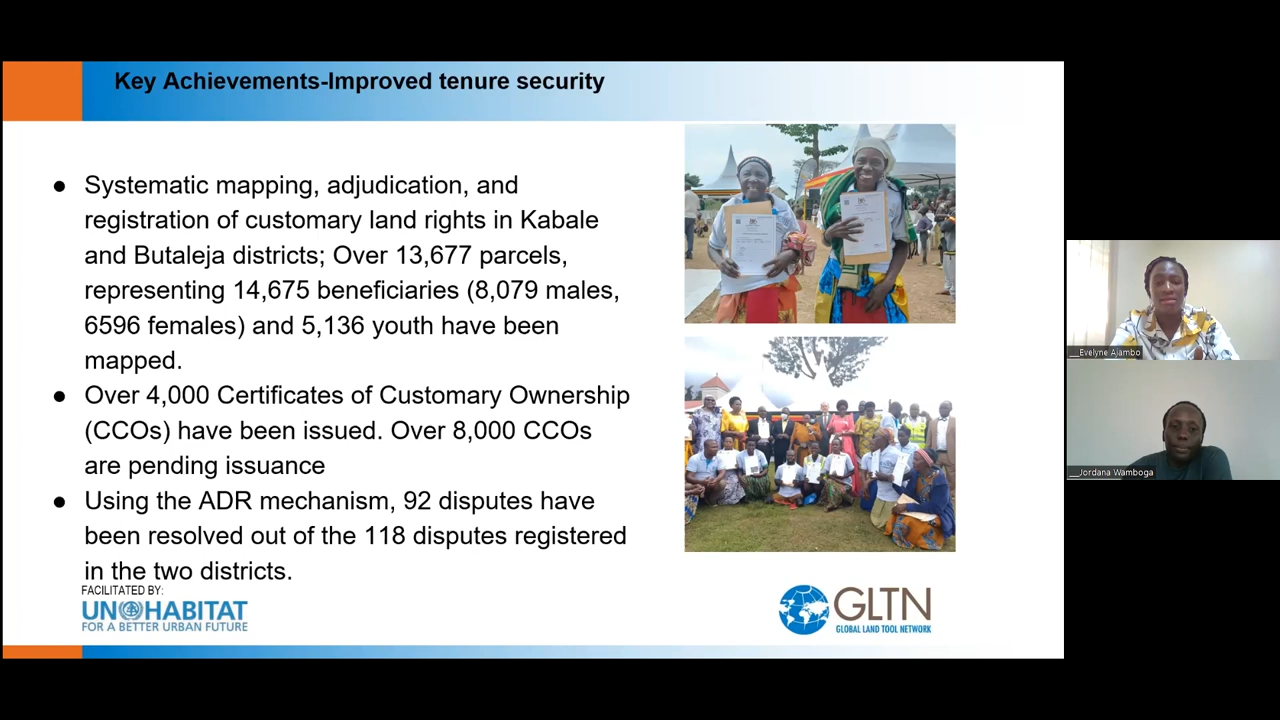 Key Achievements-Improved tenure security
● Systematic mapping, adjudication, and
registration of customary land rights in Kabale
and Butaleja districts; Over 13,677 parcels,
representing 14,675 beneficiaries (8,079 males,
6596 females) and 5,136 youth have been
mapped.
● Over 4,000 Certificates of Customary Ownership
(CCOs) have been issued. Over 8,000 CCOs
are pending issuance
● Using the ADR mechanism, 92 disputes have
been resolved out of the 118 disputes registered
in the two districts.
FACILITATED BY:
UN HABITAT
FOR A BETTER URBAN FUTURE
GLTN
GLOBAL LAND TOOL NETWORK
__Evelyne Ajambo
__Jordana Wamboga